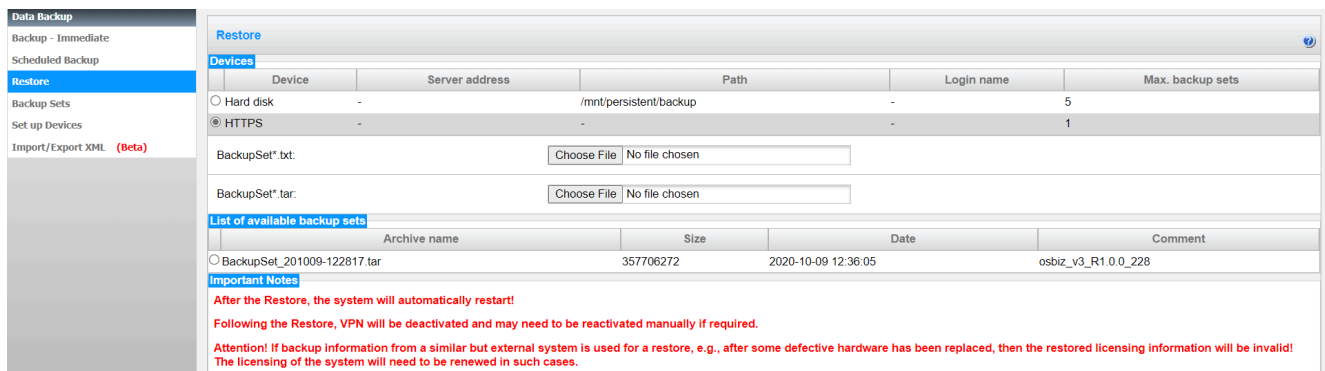 Data Backup
Backup - Immediate
Scheduled Backup
Restore
Backup Sets
Set up Devices
Import/Export XML (Beta)
Restore
Devices
Device Server address Path Login name Max. backup sets
Hard disk - /mnt/persistent/backup - 5
HTTPS - - - 1
BackupSet*.txt: Choose File No file chosen
BackupSet*.tar: Choose File No file chosen
List of available backup sets
Archive name Size Date Comment
BackupSet_201009-122817.tar 357706272 2020-10-09 12:36:05 osbiz_v3_R1.0.0_228
Important Notes
After the Restore, the system will automatically restart!
Following the Restore, VPN will be deactivated and may need to be reactivated manually if required.
Attention! If backup information from a similar but external system is used for a restore, e.g., after some defective hardware has been replaced, then the restored licensing information will be invalid!
The licensing of the system will need to be renewed in such cases.